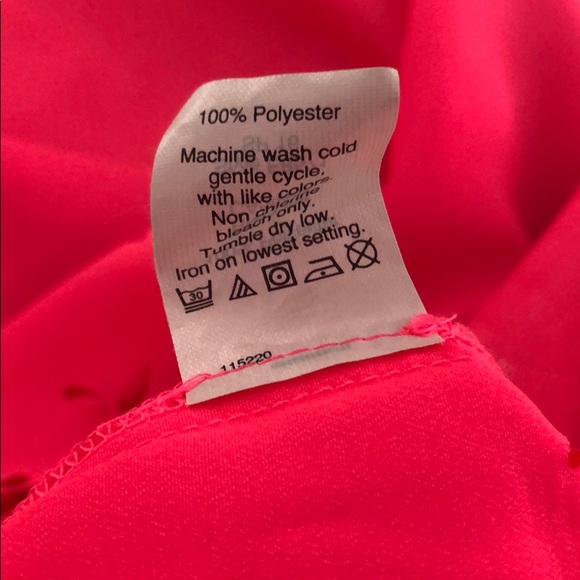 100% Polyester
Machine wash cold
gentle cycle.
with like colors.
Non chlorine
bleach only.
Tumble dry low.
Iron on lowest setting.
30
115220